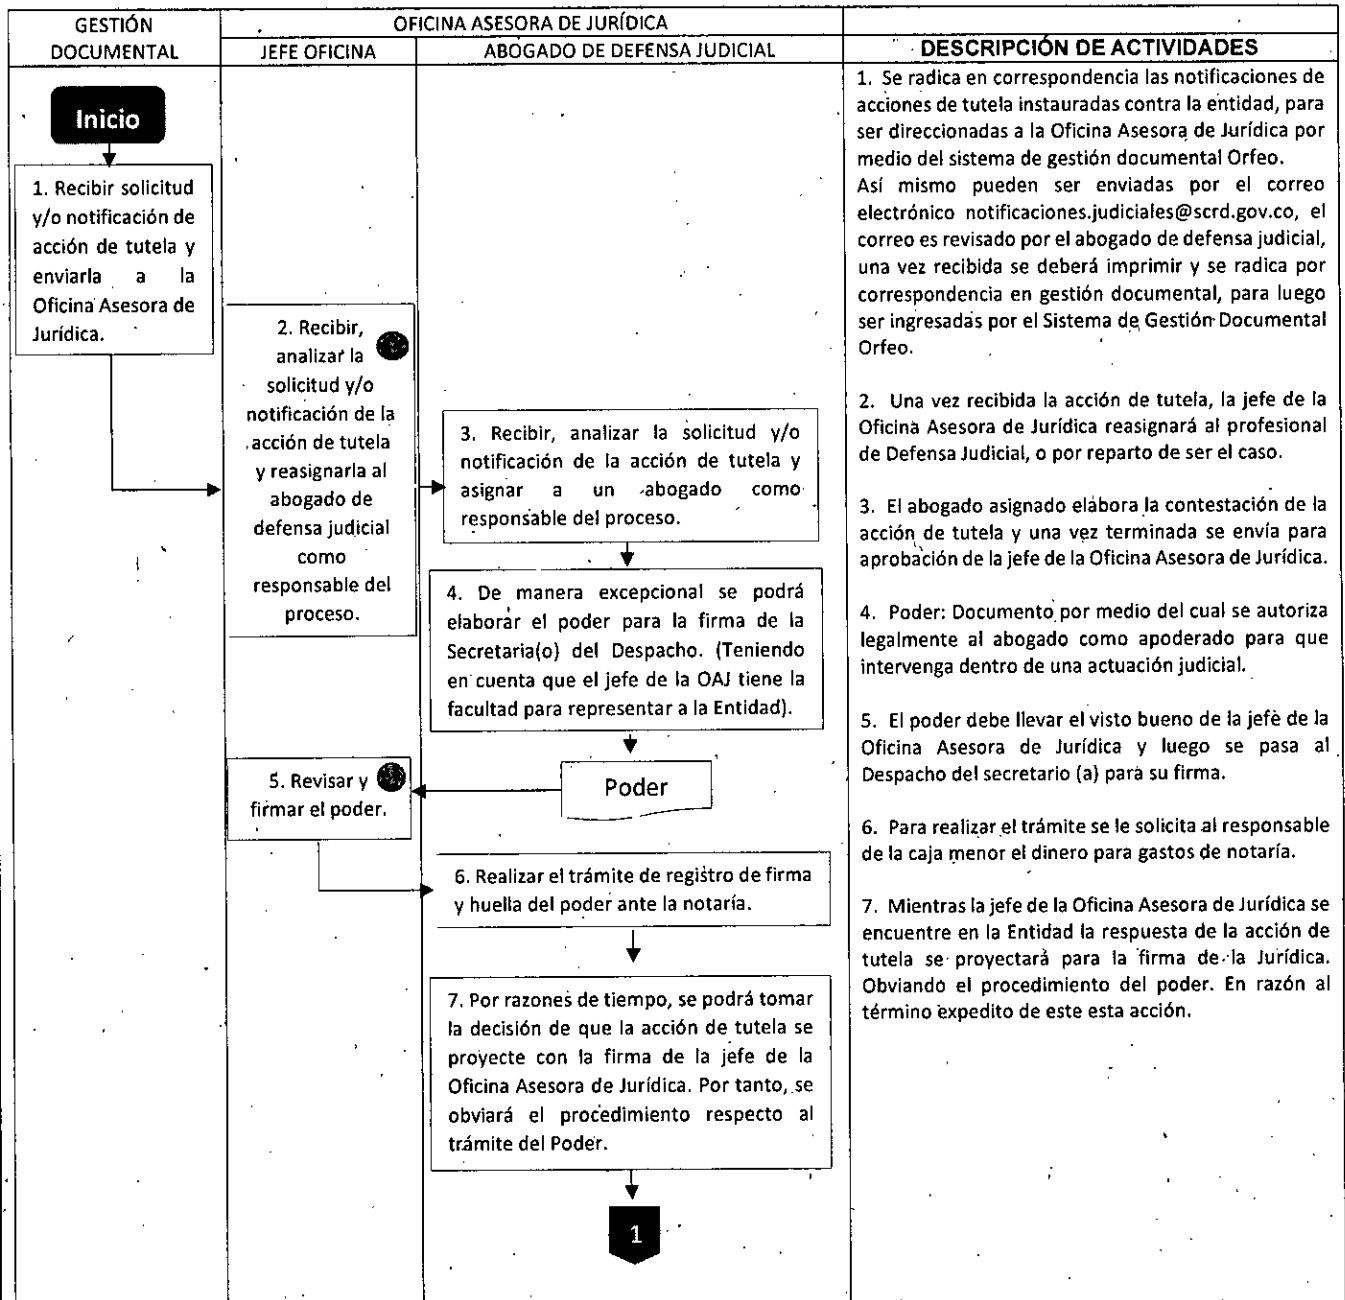 GESTIÓN
DOCUMENTAL
OFICINA ASESORA DE JURÍDICA
JEFE OFICINA
ABOGADO DE DEFENSA JUDICIAL
DESCRIPCIÓN DE ACTIVIDADES
Inicio
1. Recibir solicitud
y/o notificación de
acción de tutela y
enviarla a la
Oficina Asesora de
Jurídica.
2. Recibir,
analizar la
solicitud y/o
notificación de la
acción de tutela
y reasignarla al
abogado de
defensa judicial
como
responsable del
proceso.
3. Recibir, analizar la solicitud y/o
notificación de la acción de tutela y
asignar a un abogado como
responsable del proceso.
4. De manera excepcional se podrá
elaborar el poder para la firma de la
Secretaria(o) del Despacho. (Teniendo
en cuenta que el jefe de la OAJ tiene la
facultad para representar a la Entidad).
Poder
5. Revisar y
firmar el poder.
6. Realizar el trámite de registro de firma
y huella del poder ante la notaría.
7. Por razones de tiempo, se podrá tomar
la decisión de que la acción de tutela se
proyecte con la firma de la jefe de la
Oficina Asesora de Jurídica. Por tanto, se
obviará el procedimiento respecto al
trámite del Poder.
1
1. Se radica en correspondencia las notificaciones de
acciones de tutela instauradas contra la entidad, para
ser direccionadas a la Oficina Asesora de Jurídica por
medio del sistema de gestión documental Orfeo.
Así mismo pueden ser enviadas por el correo
electrónico notificaciones.judiciales@scrd.gov.co, el
correo es revisado por el abogado de defensa judicial,
una vez recibida se deberá imprimir y se radica por
correspondencia en gestión documental, para luego
ser ingresadas por el Sistema de Gestión Documental
Orfeo.
2. Una vez recibida la acción de tutela, la jefe de la
Oficina Asesora de Jurídica reasignará al profesional
de Defensa Judicial, o por reparto de ser el caso.
3. El abogado asignado elabora la contestación de la
acción de tutela y una vez terminada se envía para
aprobación de la jefe de la Oficina Asesora de Jurídica.
4. Poder: Documento por medio del cual se autoriza
legalmente al abogado como apoderado para que
intervenga dentro de una actuación judicial.
5. El poder debe llevar el visto bueno de la jefe de la
Oficina Asesora de Jurídica y luego se pasa al
Despacho del secretario (a) para su firma.
6. Para realizar el trámite se le solicita al responsable
de la caja menor el dinero para gastos de notaría.
7. Mientras la jefe de la Oficina Asesora de Jurídica se
encuentre en la Entidad la respuesta de la acción de
tutela se proyectará para la firma de la Jurídica.
Obviando el procedimiento del poder. En razón al
término expedito de este esta acción.